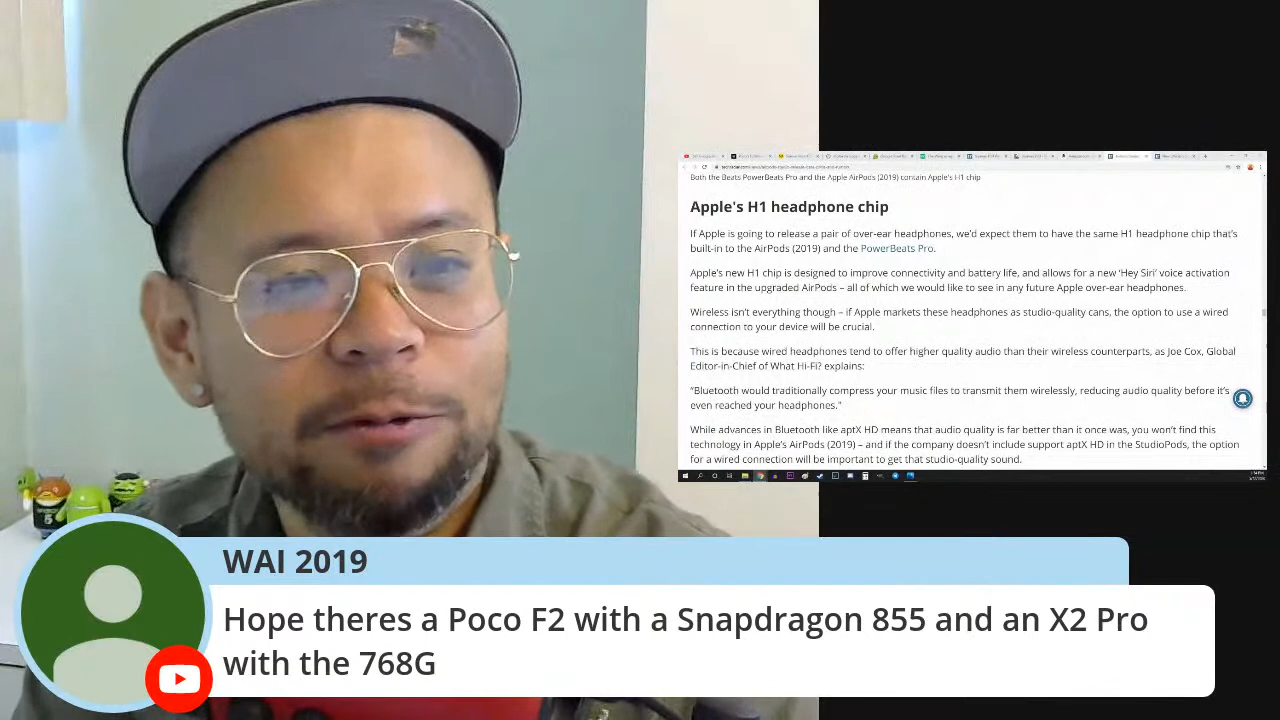 Both the Beats PowerBeats Pro and the Apple AirPods (2019) contain Apple's H1 chip
Apple's H1 headphone chip
If Apple is going to release a pair of over-ear headphones, we'd expect them to have the same H1 headphone chip that's
built-in to the AirPods (2019) and the PowerBeats Pro.
Apple's new H1 chip is designed to improve connectivity and battery life, and allows for a new 'Hey Siri' voice activation
feature in the upgraded AirPods – all of which we would like to see in any future Apple over-ear headphones.
Wireless isn't everything though – if Apple markets these headphones as studio-quality cans, the option to use a wired
connection to your device will be crucial.
This is because wired headphones tend to offer higher quality audio than their wireless counterparts, as Joe Cox, Global
Editor-in-Chief of What Hi-Fi? explains:
"Bluetooth would traditionally compress your music files to transmit them wirelessly, reducing audio quality before it's
even reached your headphones."
While advances in Bluetooth like aptX HD means that audio quality is far better than it once was, you won't find this
technology in Apple's AirPods (2019) – and if the company doesn't include support aptX HD in the StudioPods, the option
for a wired connection will be important to get that studio-quality sound.
WAI 2019
Hope theres a Poco F2 with a Snapdragon 855 and an X2 Pro
with the 768G